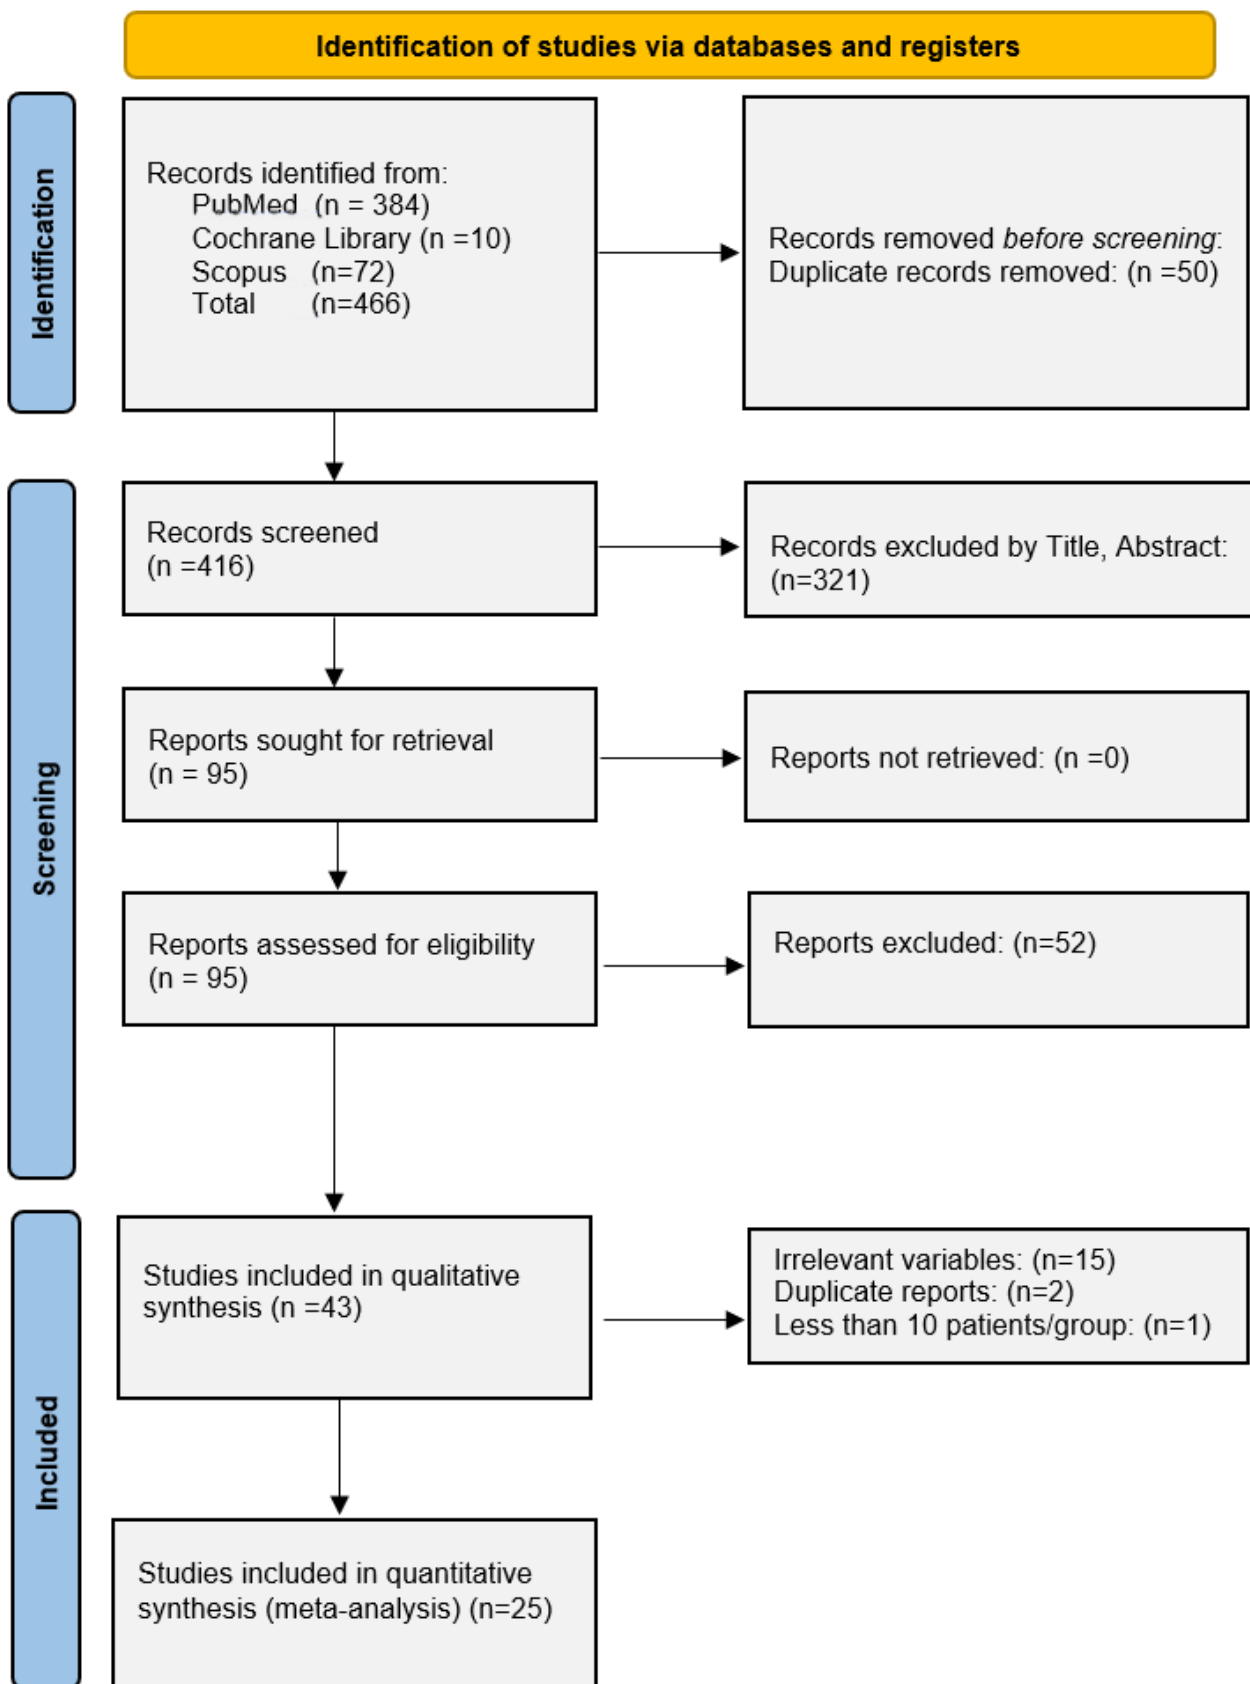 Identification of studies via databases and registers
Identification
Records identified from:
PubMed (n = 384)
Cochrane Library (n =10)
Scopus (n=72)
Total (n=466)
Records removed before screening:
Duplicate records removed: (n =50)
Screening
Records screened
(n =416)
Records excluded by Title, Abstract:
(n=321)
Reports sought for retrieval
(n = 95)
Reports not retrieved: (n =0)
Reports assessed for eligibility
(n = 95)
Reports excluded: (n=52)
Included
Studies included in qualitative
synthesis (n =43)
Irrelevant variables: (n=15)
Duplicate reports: (n=2)
Less than 10 patients/group: (n=1)
Studies included in quantitative
synthesis (meta-analysis) (n=25)